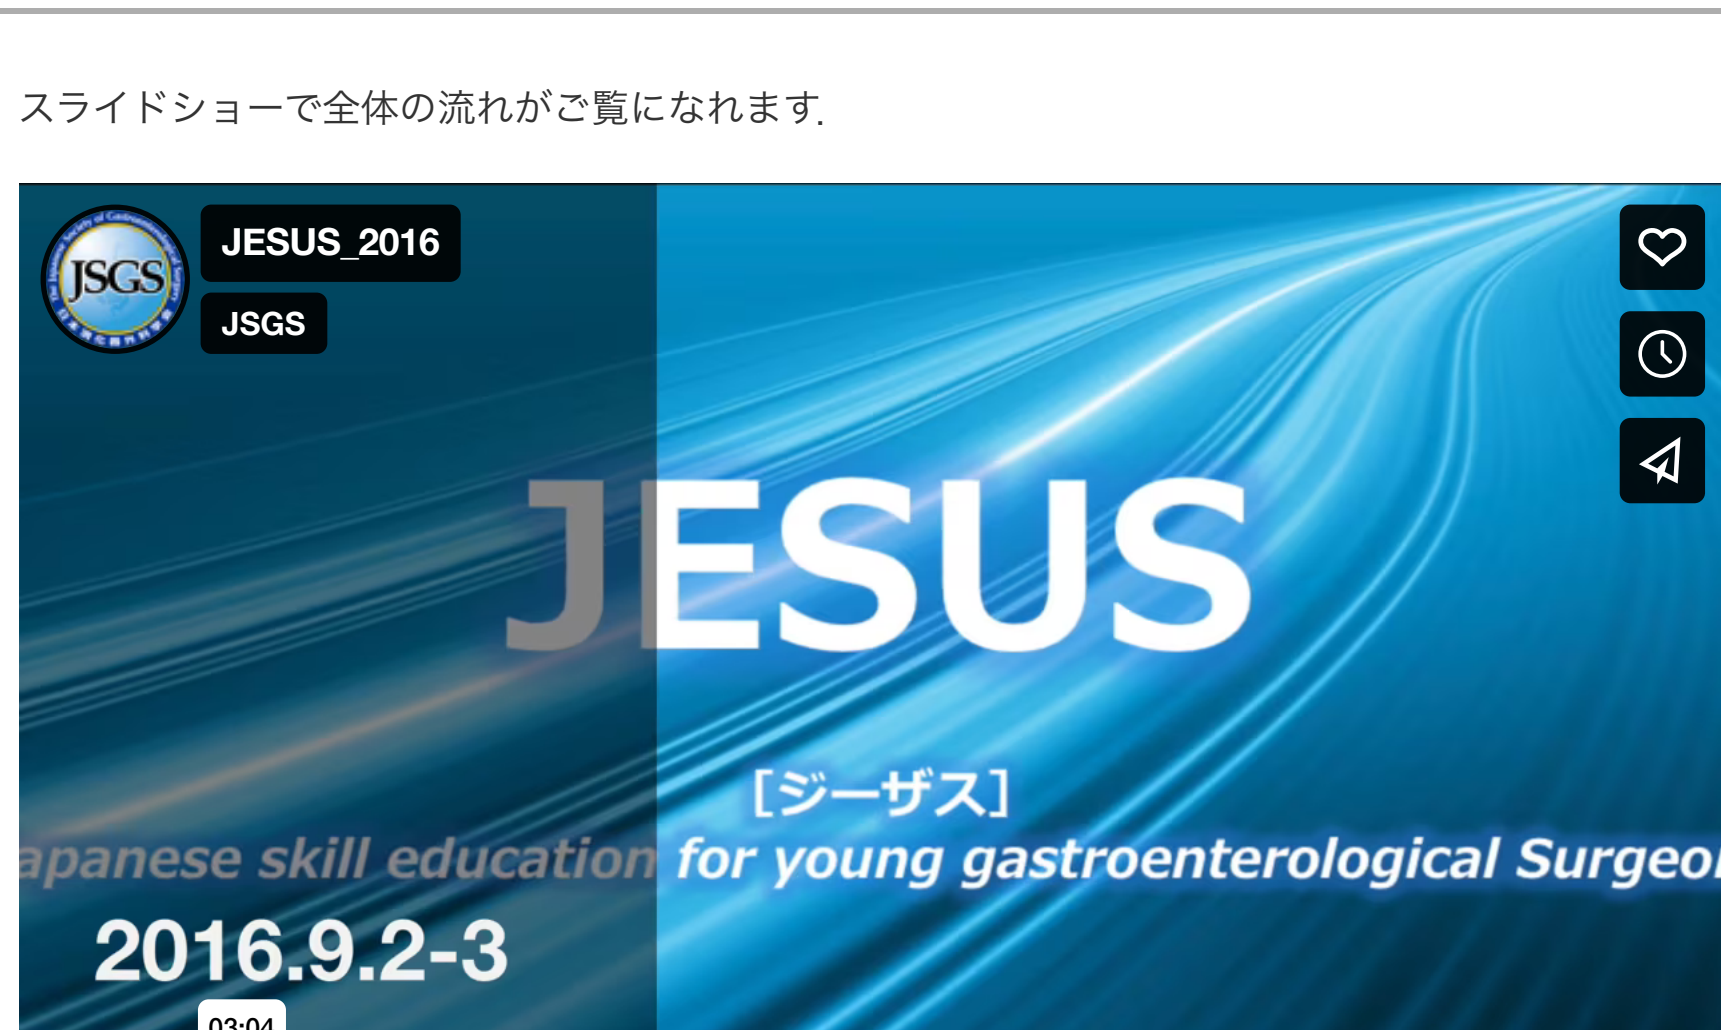 スライドショーで全体の流れがご覧になれます.
JSGS
JESUS_2016
JSGS
JESUS
[ジーザス]
apanese skill education for young gastroenterological Surgeo
2016.9.2-3
03:04